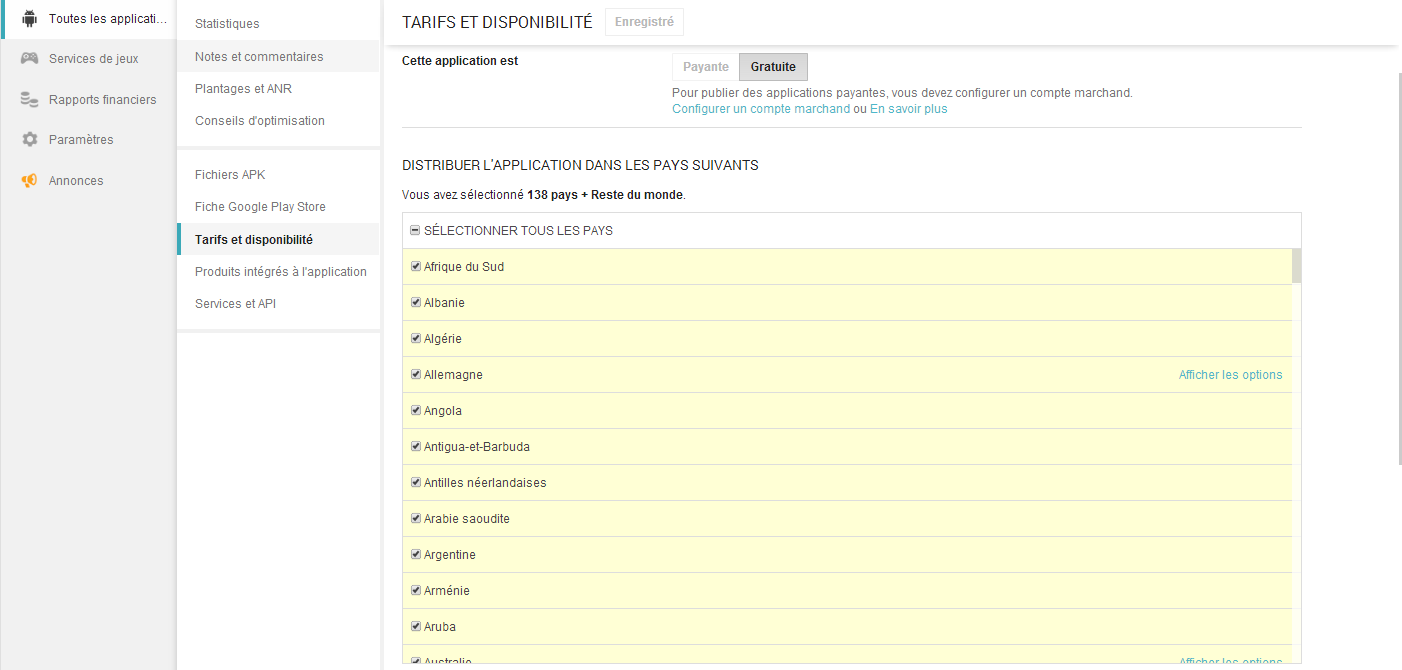 Toutes les applicati...
Services de jeux
Rapports financiers
Paramètres
Annonces
Statistiques
Notes et commentaires
Plantages et ANR
Conseils d'optimisation
Fichiers APK
Fiche Google Play Store
Tarifs et disponibilité
Produits intégrés à l'application
Services et API
TARIFS ET DISPONIBILITÉ Enregistré
Cette application est Payante Gratuite
Pour publier des applications payantes, vous devez configurer un compte marchand.
Configurer un compte marchand ou En savoir plus
DISTRIBUER L'APPLICATION DANS LES PAYS SUIVANTS
Vous avez sélectionné 138 pays + Reste du monde.
SÉLECTIONNER TOUS LES PAYS
Afrique du Sud
Albanie
Algérie
Allemagne Afficher les options
Angola
Antigua-et-Barbuda
Antilles néerlandaises
Arabie saoudite
Argentine
Arménie
Aruba
Australie Afficher les options